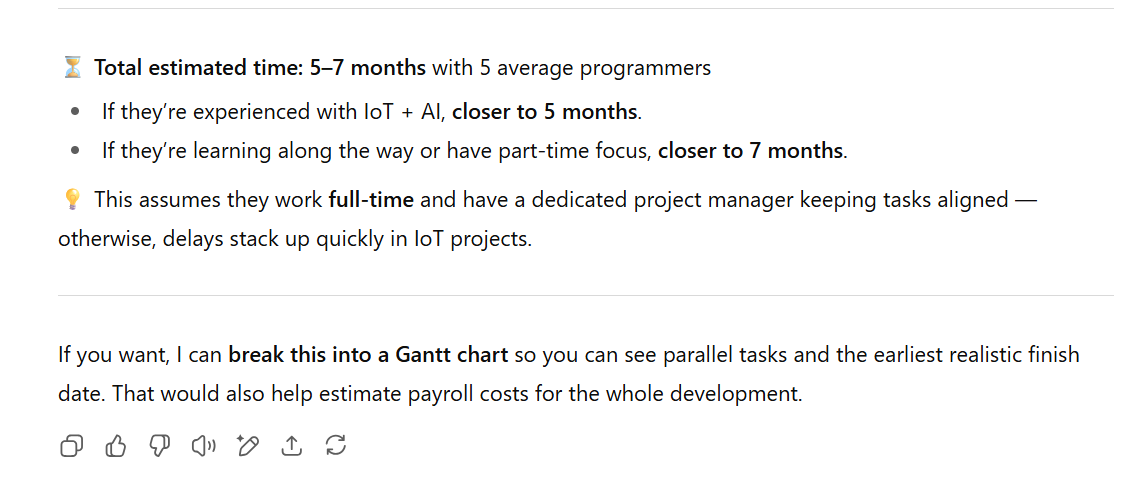 ⏳ Total estimated time: 5–7 months with 5 average programmers
• If they’re experienced with IoT + AI, closer to 5 months.
• If they’re learning along the way or have part-time focus, closer to 7 months.
💡 This assumes they work full-time and have a dedicated project manager keeping tasks aligned —
otherwise, delays stack up quickly in IoT projects.
If you want, I can break this into a Gantt chart so you can see parallel tasks and the earliest realistic finish
date. That would also help estimate payroll costs for the whole development.